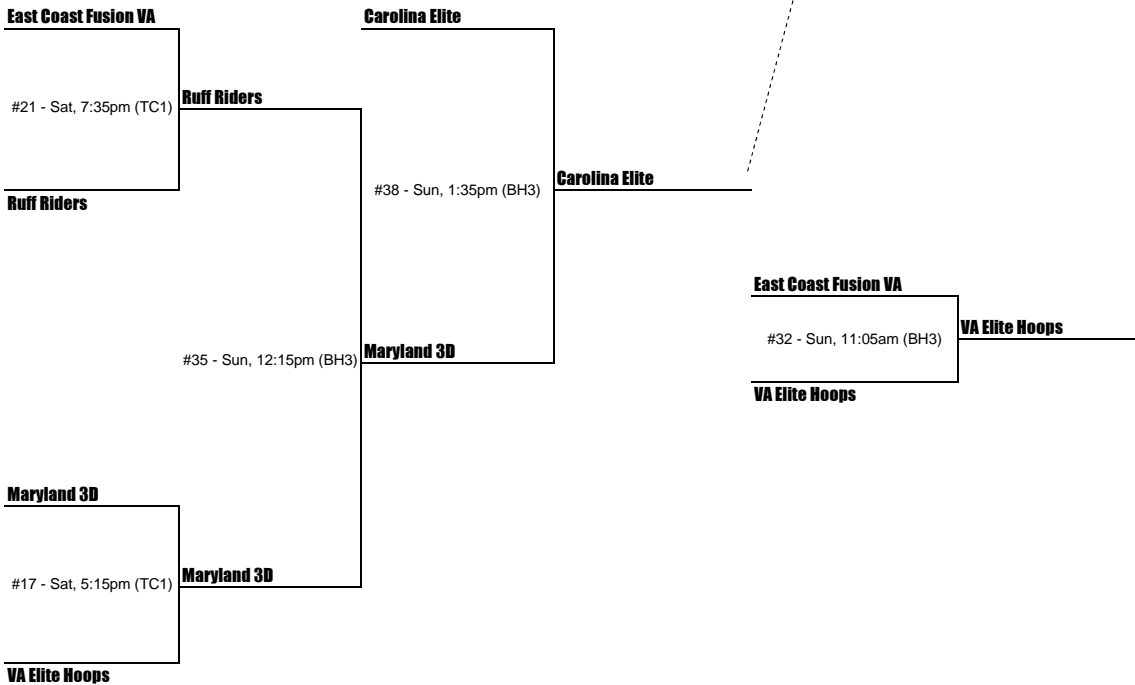 East Coast Fusion VA
Carolina Elite
#21 - Sat, 7:35pm (TC1)
Ruff Riders
Ruff Riders
#38 - Sun, 1:35pm (BH3)
Carolina Elite
East Coast Fusion VA
#32 - Sun, 11:05am (BH3)
VA Elite Hoops
VA Elite Hoops
#35 - Sun, 12:15pm (BH3)
Maryland 3D
Maryland 3D
#17 - Sat, 5:15pm (TC1)
Maryland 3D
VA Elite Hoops